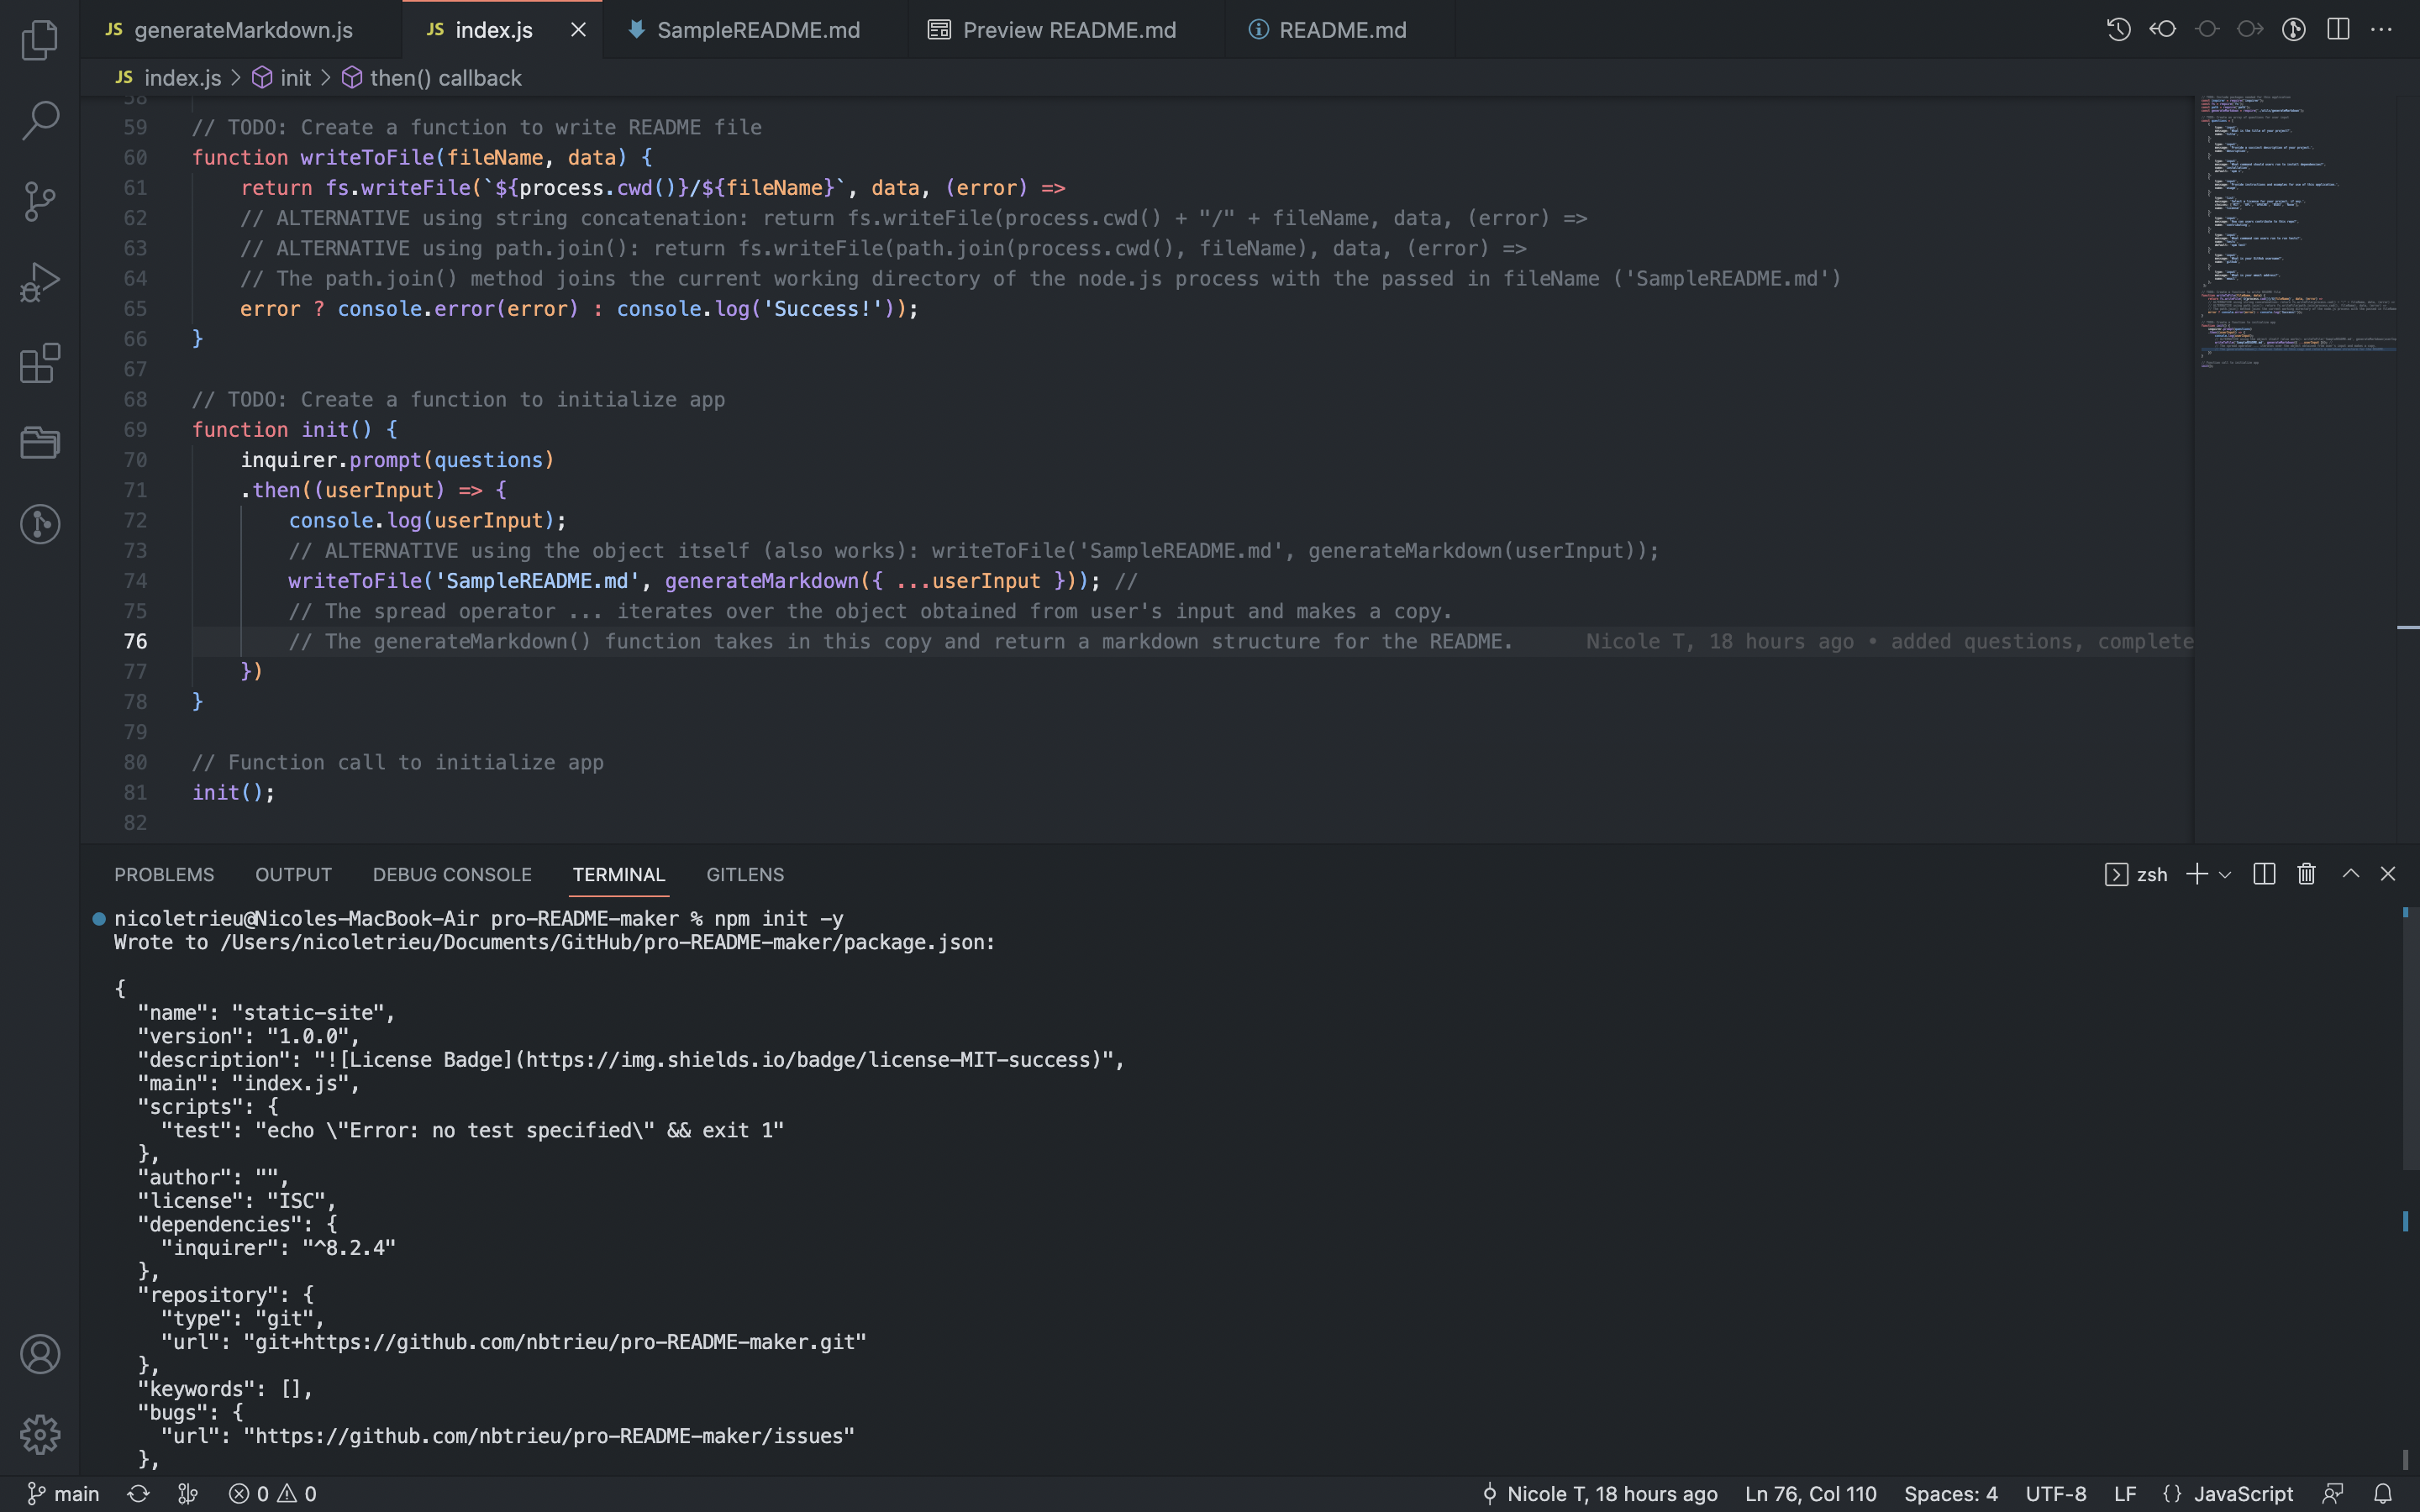 JS generateMarkdown.js
JS index.js
SampleREADME.md
Preview README.md
README.md
JS index.js > init > then() callback
58
59 // TODO: Create a function to write README file
60 function writeToFile(fileName, data) {
61 return fs.writeFile(`${process.cwd()}/${fileName}`, data, (error) =>
62 // ALTERNATIVE using string concatenation: return fs.writeFile(process.cwd() + "/" + fileName, data, (error) =>
63 // ALTERNATIVE using path.join(): return fs.writeFile(path.join(process.cwd(), fileName), data, (error) =>
64 // The path.join() method joins the current working directory of the node.js process with the passed in fileName ('SampleREADME.md')
65 error ? console.error(error) : console.log('Success!'));
66 }
67
68 // TODO: Create a function to initialize app
69 function init() {
70 inquirer.prompt(questions)
71 .then((userInput) => {
72 console.log(userInput);
73 // ALTERNATIVE using the object itself (also works): writeToFile('SampleREADME.md', generateMarkdown(userInput));
74 writeToFile('SampleREADME.md', generateMarkdown({ ...userInput })); //
75 // The spread operator ... iterates over the object obtained from user's input and makes a copy.
76 // The generateMarkdown() function takes in this copy and return a markdown structure for the README. Nicole T, 18 hours ago • added questions, complete
77 })
78 }
79
80 // Function call to initialize app
81 init();
82
PROBLEMS OUTPUT DEBUG CONSOLE TERMINAL GITLENS
zsh
nicoletrieu@Nicoles-MacBook-Air pro-README-maker % npm init -y
Wrote to /Users/nicoletrieu/Documents/GitHub/pro-README-maker/package.json:
{
"name": "static-site",
"version": "1.0.0",
"description": "![License Badge](https://img.shields.io/badge/license-MIT-success)",
"main": "index.js",
"scripts": {
"test": "echo \"Error: no test specified\" && exit 1"
},
"author": "",
"license": "ISC",
"dependencies": {
"inquirer": "^8.2.4"
},
"repository": {
"type": "git",
"url": "git+https://github.com/nbtrieu/pro-README-maker.git"
},
"keywords": [],
"bugs": {
"url": "https://github.com/nbtrieu/pro-README-maker/issues"
},
main 0 0 Nicole T, 18 hours ago Ln 76, Col 110 Spaces: 4 UTF-8 LF {} JavaScript